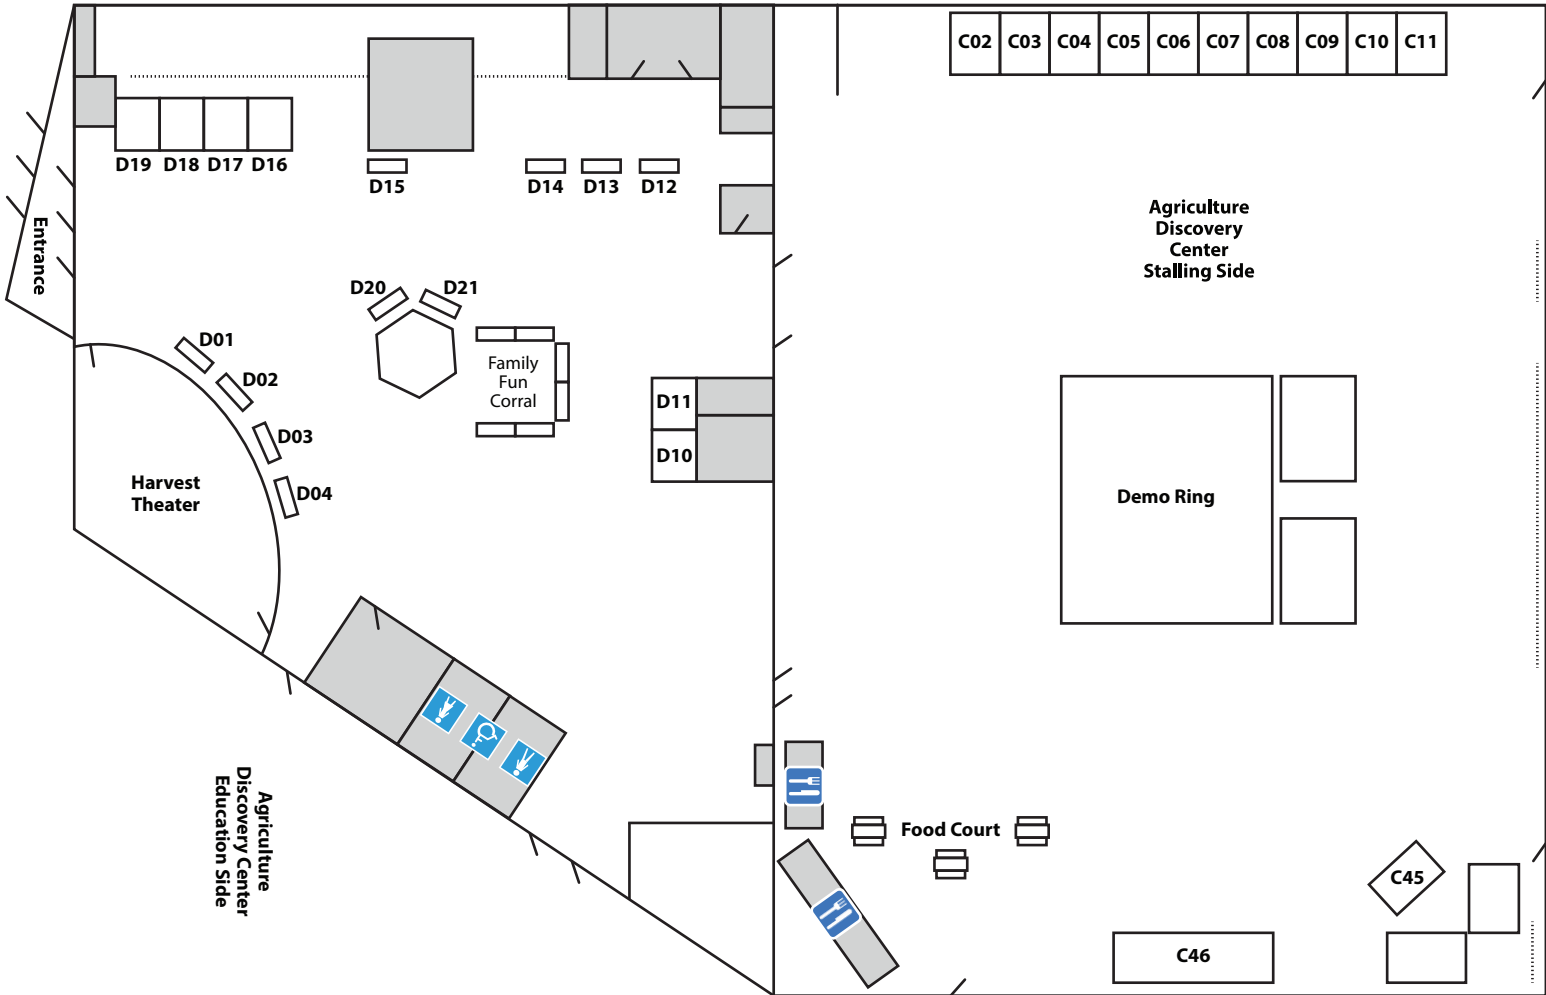 C02 C03 C04 C05 C06 C07 C08 C09 C10 C11
D19 D18 D17 D16
D15
D14 D13 D12
Entrance
Agriculture
Discovery
Center
Stalling Side
D20
D21
D01
D02
D03
D04
Family
Fun
Corral
D11
D10
Harvest
Theater
Demo Ring
Agriculture
Discovery Center
Education Side
Food Court
C45
C46